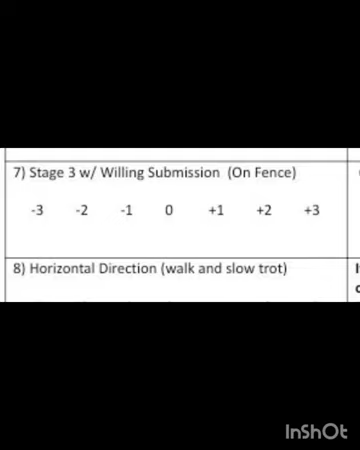 7) Stage 3 w/ Willing Submission (On Fence)
-3 -2 -1 0 +1 +2 +3
8) Horizontal Direction (walk and slow trot)
InShOt